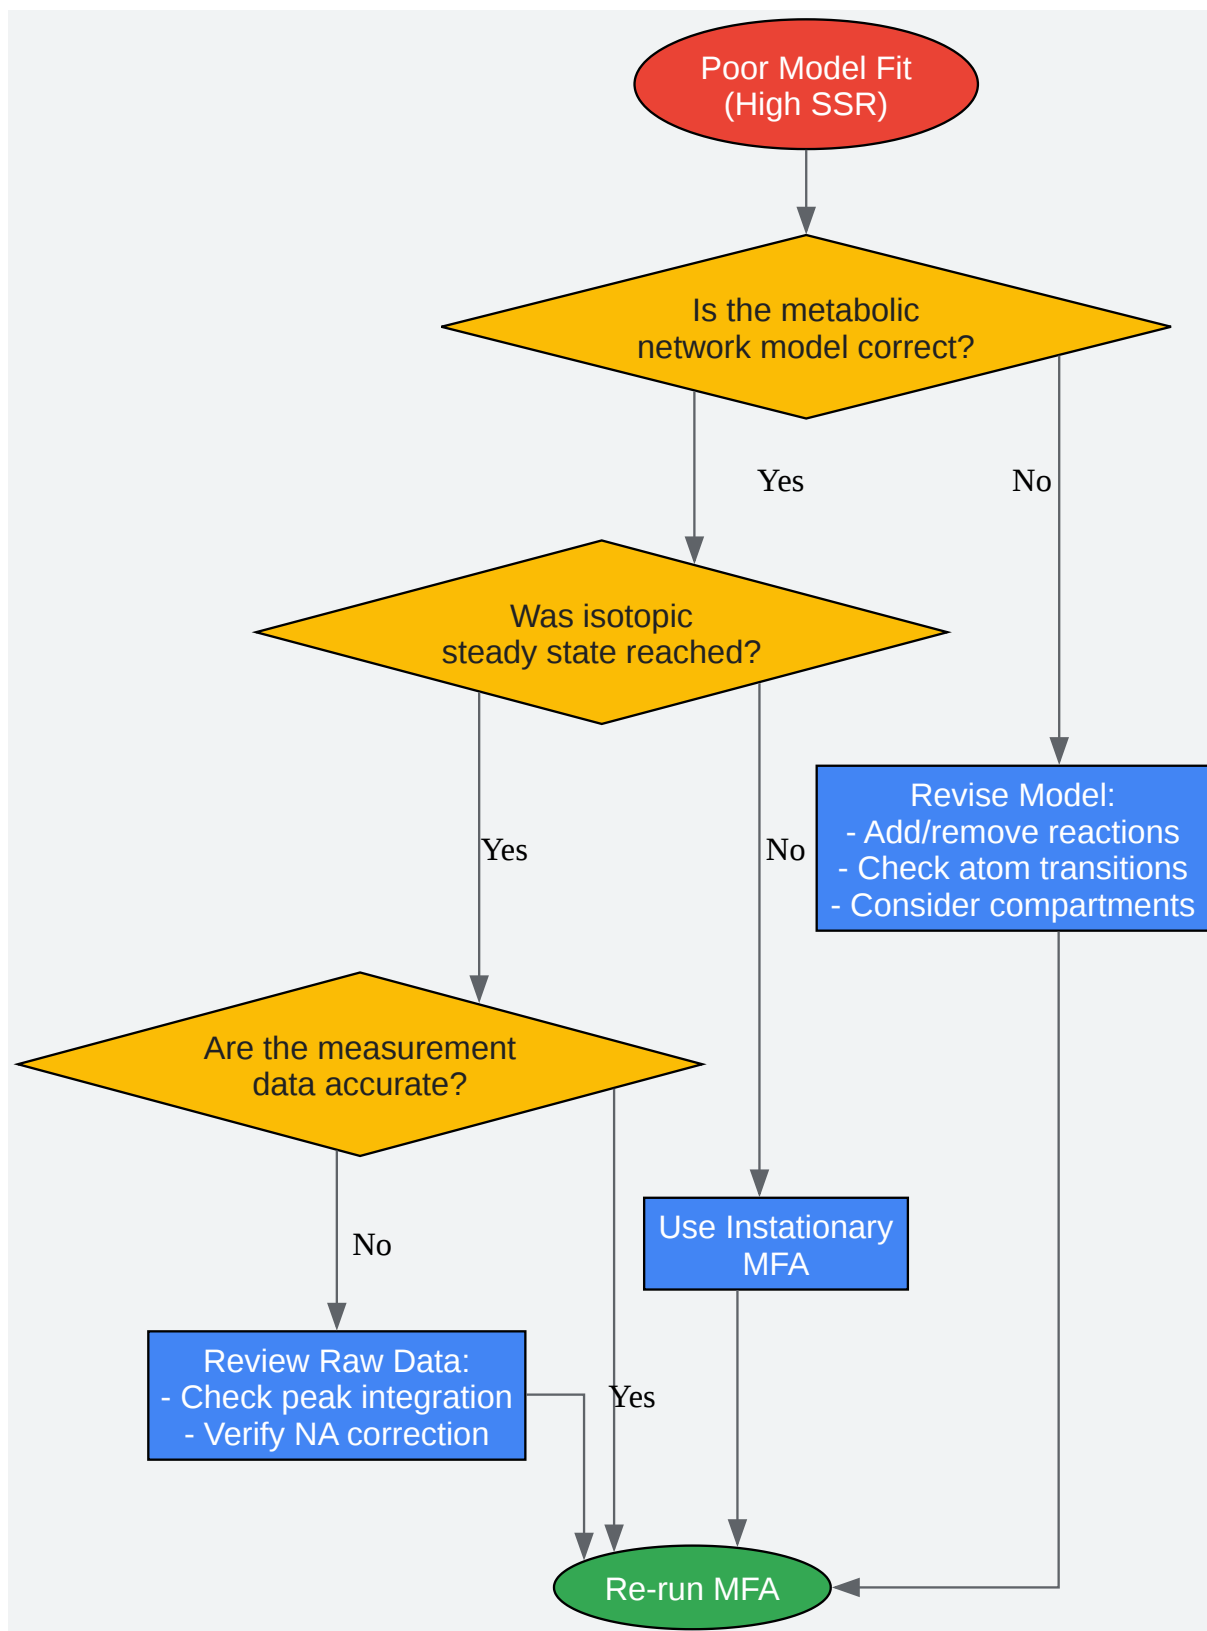 Poor Model Fit
(High SSR)
Is the metabolic
network model correct?
Yes
No
Was isotopic
steady state reached?
Yes
No
Revise Model:
- Add/remove reactions
- Check atom transitions
- Consider compartments
Are the measurement
data accurate?
No
Use Instationary
MFA
Review Raw Data:
- Check peak integration
- Verify NA correction
Yes
Re-run MFA